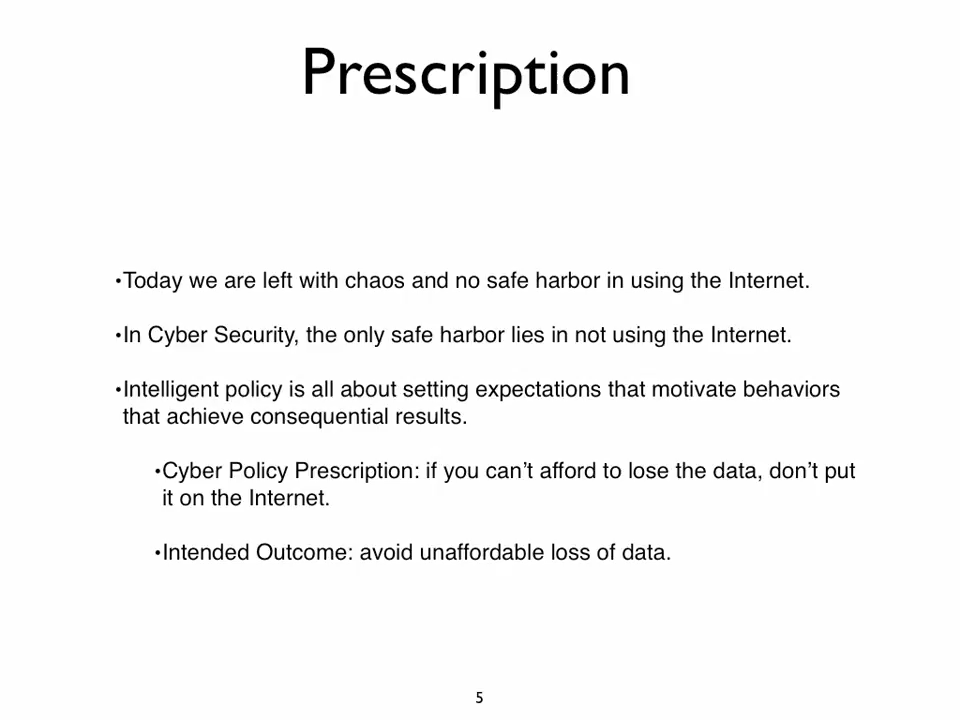 Prescription
•Today we are left with chaos and no safe harbor in using the Internet.
•In Cyber Security, the only safe harbor lies in not using the Internet.
•Intelligent policy is all about setting expectations that motivate behaviors
that achieve consequential results.
•Cyber Policy Prescription: if you can’t afford to lose the data, don’t put
it on the Internet.
•Intended Outcome: avoid unaffordable loss of data.
5